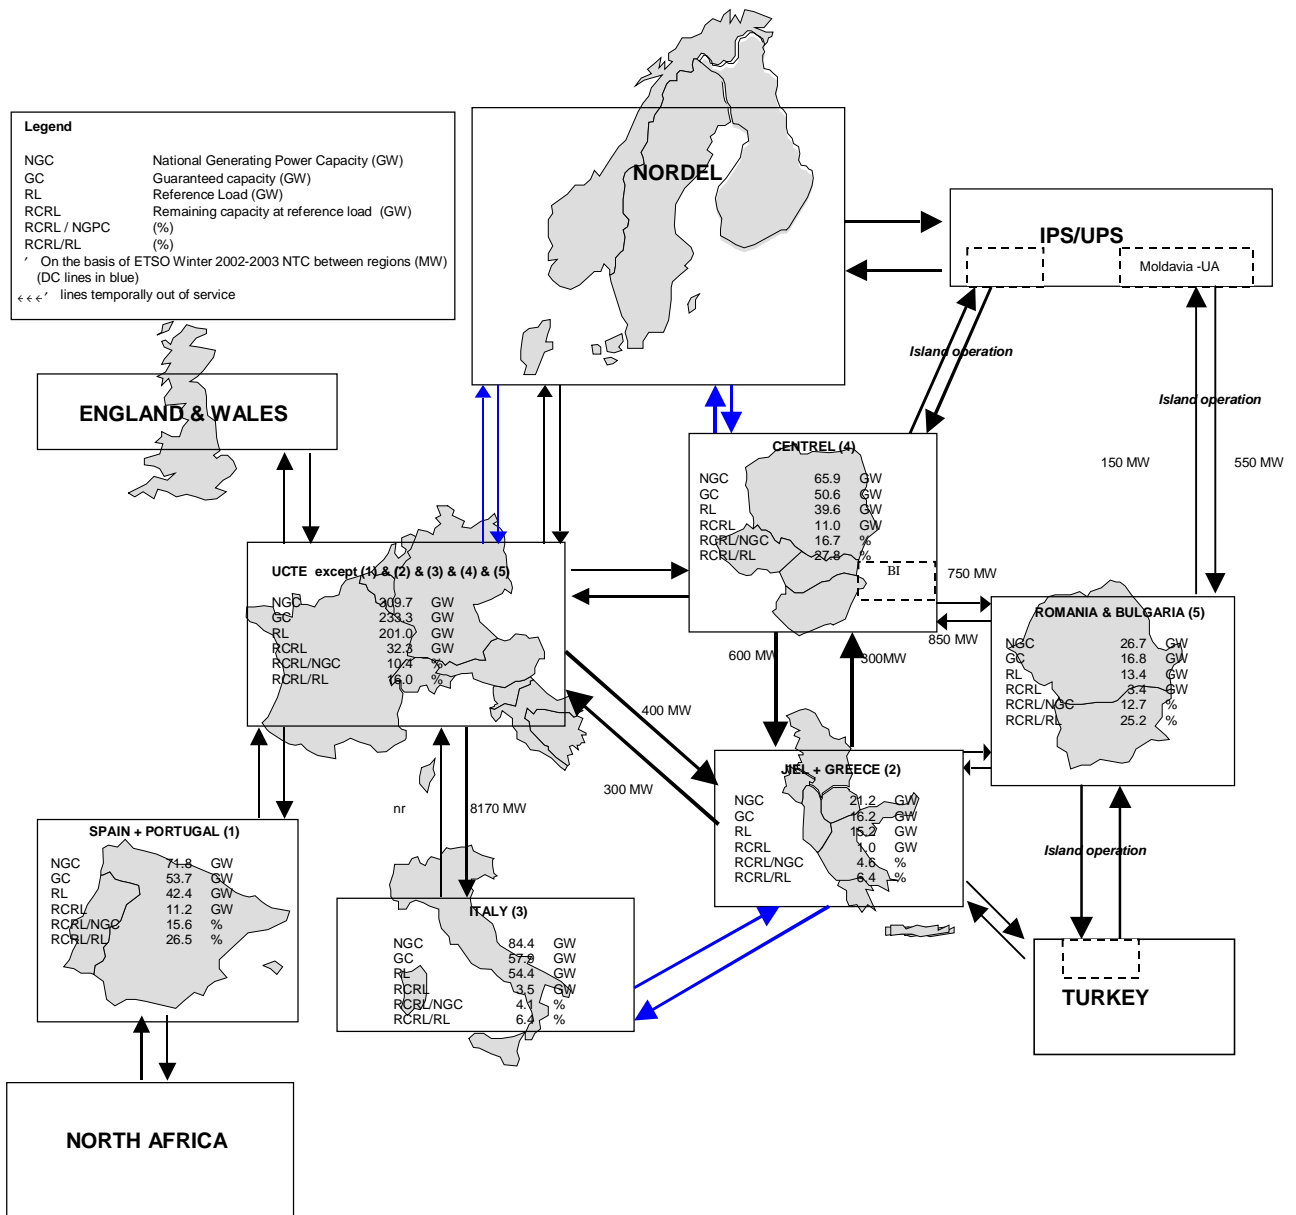 Legend
NGC National Generating Power Capacity (GW)
GC Guaranteed capacity (GW)
RL Reference Load (GW)
RCRL Remaining capacity at reference load (GW)
RCRL / NGPC (%)
RCRL/RL (%)
′ On the basis of ETSO Winter 2002-2003 NTC between regions (MW)
(DC lines in blue)
←←←′ lines temporally out of service
NORDEL
IPS/UPS
Moldavia -UA
Island operation
Island operation
150 MW
550 MW
ENGLAND & WALES
CENTREL (4)
NGC 65.9 GW
GC 50.6 GW
RL 39.6 GW
RCRL 11.0 GW
RCRL/NGC 16.7 %
RCRL/RL 27.8 %
BI
750 MW
850 MW
UCTE except (1) & (2) & (3) & (4) & (5)
NGC 309.7 GW
GC 233.3 GW
RL 201.0 GW
RCRL 32.3 GW
RCRL/NGC 10.4 %
RCRL/RL 16.0 %
ROMANIA & BULGARIA (5)
NGC 26.7 GW
GC 16.8 GW
RL 13.4 GW
RCRL 3.4 GW
RCRL/NGC 12.7 %
RCRL/RL 25.2 %
600 MW
300MW
400 MW
300 MW
nr
8170 MW
JIEL + GREECE (2)
NGC 21.2 GW
GC 16.2 GW
RL 15.2 GW
RCRL 1.0 GW
RCRL/NGC 4.6 %
RCRL/RL 6.4 %
Island operation
SPAIN + PORTUGAL (1)
NGC 71.8 GW
GC 53.7 GW
RL 42.4 GW
RCRL 11.2 GW
RCRL/NGC 15.6 %
RCRL/RL 26.5 %
ITALY (3)
NGC 84.4 GW
GC 57.9 GW
RL 54.4 GW
RCRL 3.5 GW
RCRL/NGC 4.1 %
RCRL/RL 6.4 %
TURKEY
NORTH AFRICA